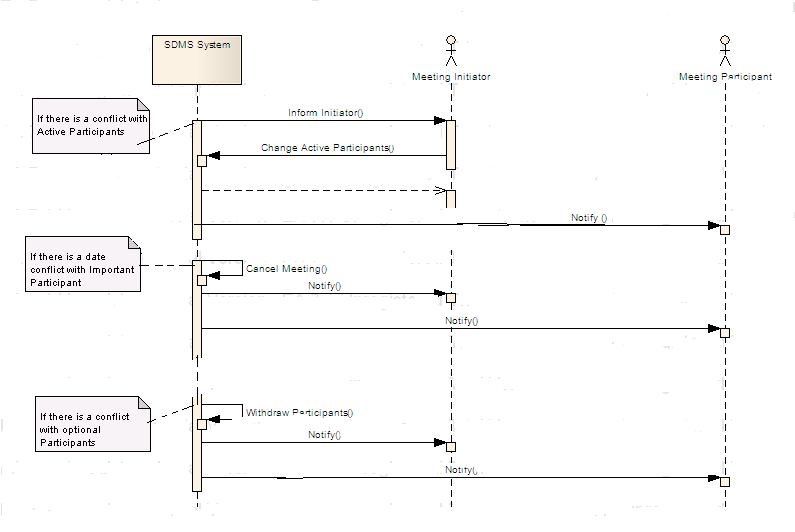 SDMS System
Meeting Initiator
Meeting Participant
If there is a conflict with
Active Participants
Inform Initiator()
Change Active Participants()
Notify ()
If there is a date
conflict with Important
Participant
Cancel Meeting()
Notify()
Notify()
If there is a conflict
with optional
Participants
Withdraw Participants()
Notify()
Notify()